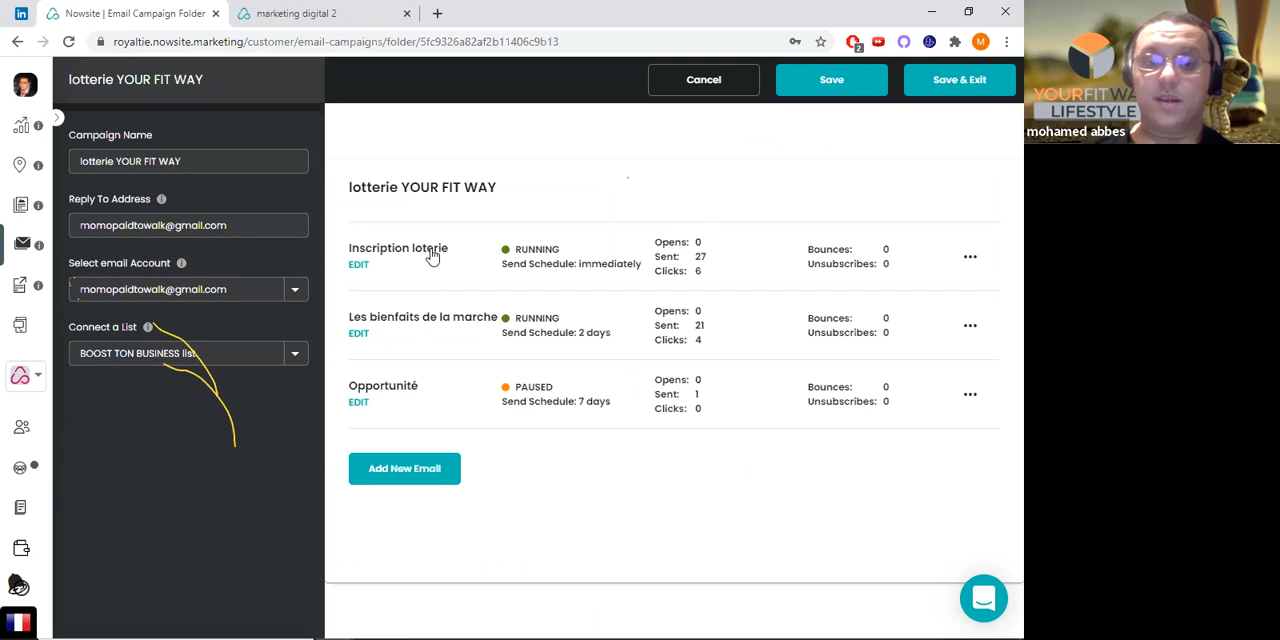 Nowsite | Email Campaign Folder
marketing digital 2
royaltie.nowsite.marketing/customer/email-campaigns/folder/5fc9326a82af2b11406c9b13
2
M
lotterie YOUR FIT WAY
Cancel
Save
Save & Exit
YOURFITWA
LIFESTYLE
mohamed abbes
Campaign Name
lotterie YOUR FIT WAY
Reply To Address
momopaidtowalk@gmail.com
Select email Account
momopaidtowalk@gmail.com
Connect a List
BOOST TON BUSINESS list
lotterie YOUR FIT WAY
Inscription loterie
EDIT
RUNNING
Send Schedule: immediately
Opens: 0
Sent: 27
Clicks: 6
Bounces: 0
Unsubscribes: 0
Les bienfaits de la marche
EDIT
RUNNING
Send Schedule: 2 days
Opens: 0
Sent: 21
Clicks: 4
Bounces: 0
Unsubscribes: 0
Opportunité
EDIT
PAUSED
Send Schedule: 7 days
Opens: 0
Sent: 1
Clicks: 0
Bounces: 0
Unsubscribes: 0
Add New Email